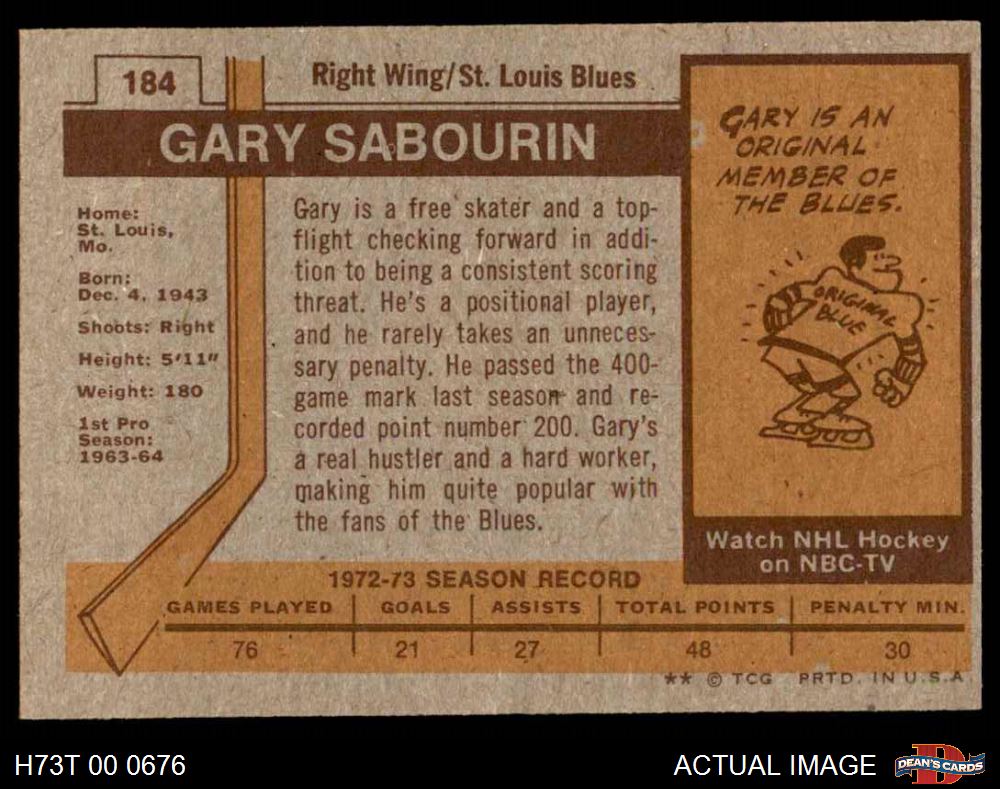 184
Right Wing/St. Louis Blues
GARY SABOURIN
Home:
St. Louis,
Mo.
Born:
Dec. 4, 1943
Shoots: Right
Height: 5'11"
Weight: 180
1st Pro
Season:
1963-64
Gary is a free skater and a top-
flight checking forward in addi-
tion to being a consistent scoring
threat. He's a positional player,
and he rarely takes an unneces-
sary penalty. He passed the 400-
game mark last season and re-
corded point number 200. Gary's
a real hustler and a hard worker,
making him quite popular with
the fans of the Blues.
GARY IS AN
ORIGINAL
MEMBER OF
THE BLUES.
ORIGINAL
BLUE
Watch NHL Hockey
on NBC-TV
1972-73 SEASON RECORD
GAMES PLAYED GOALS ASSISTS TOTAL POINTS PENALTY MIN.
76 21 27 48 30
** © TCG PRTD. IN U.S.A.
H73T 00 0676
ACTUAL IMAGE
DEAN'S CARDS